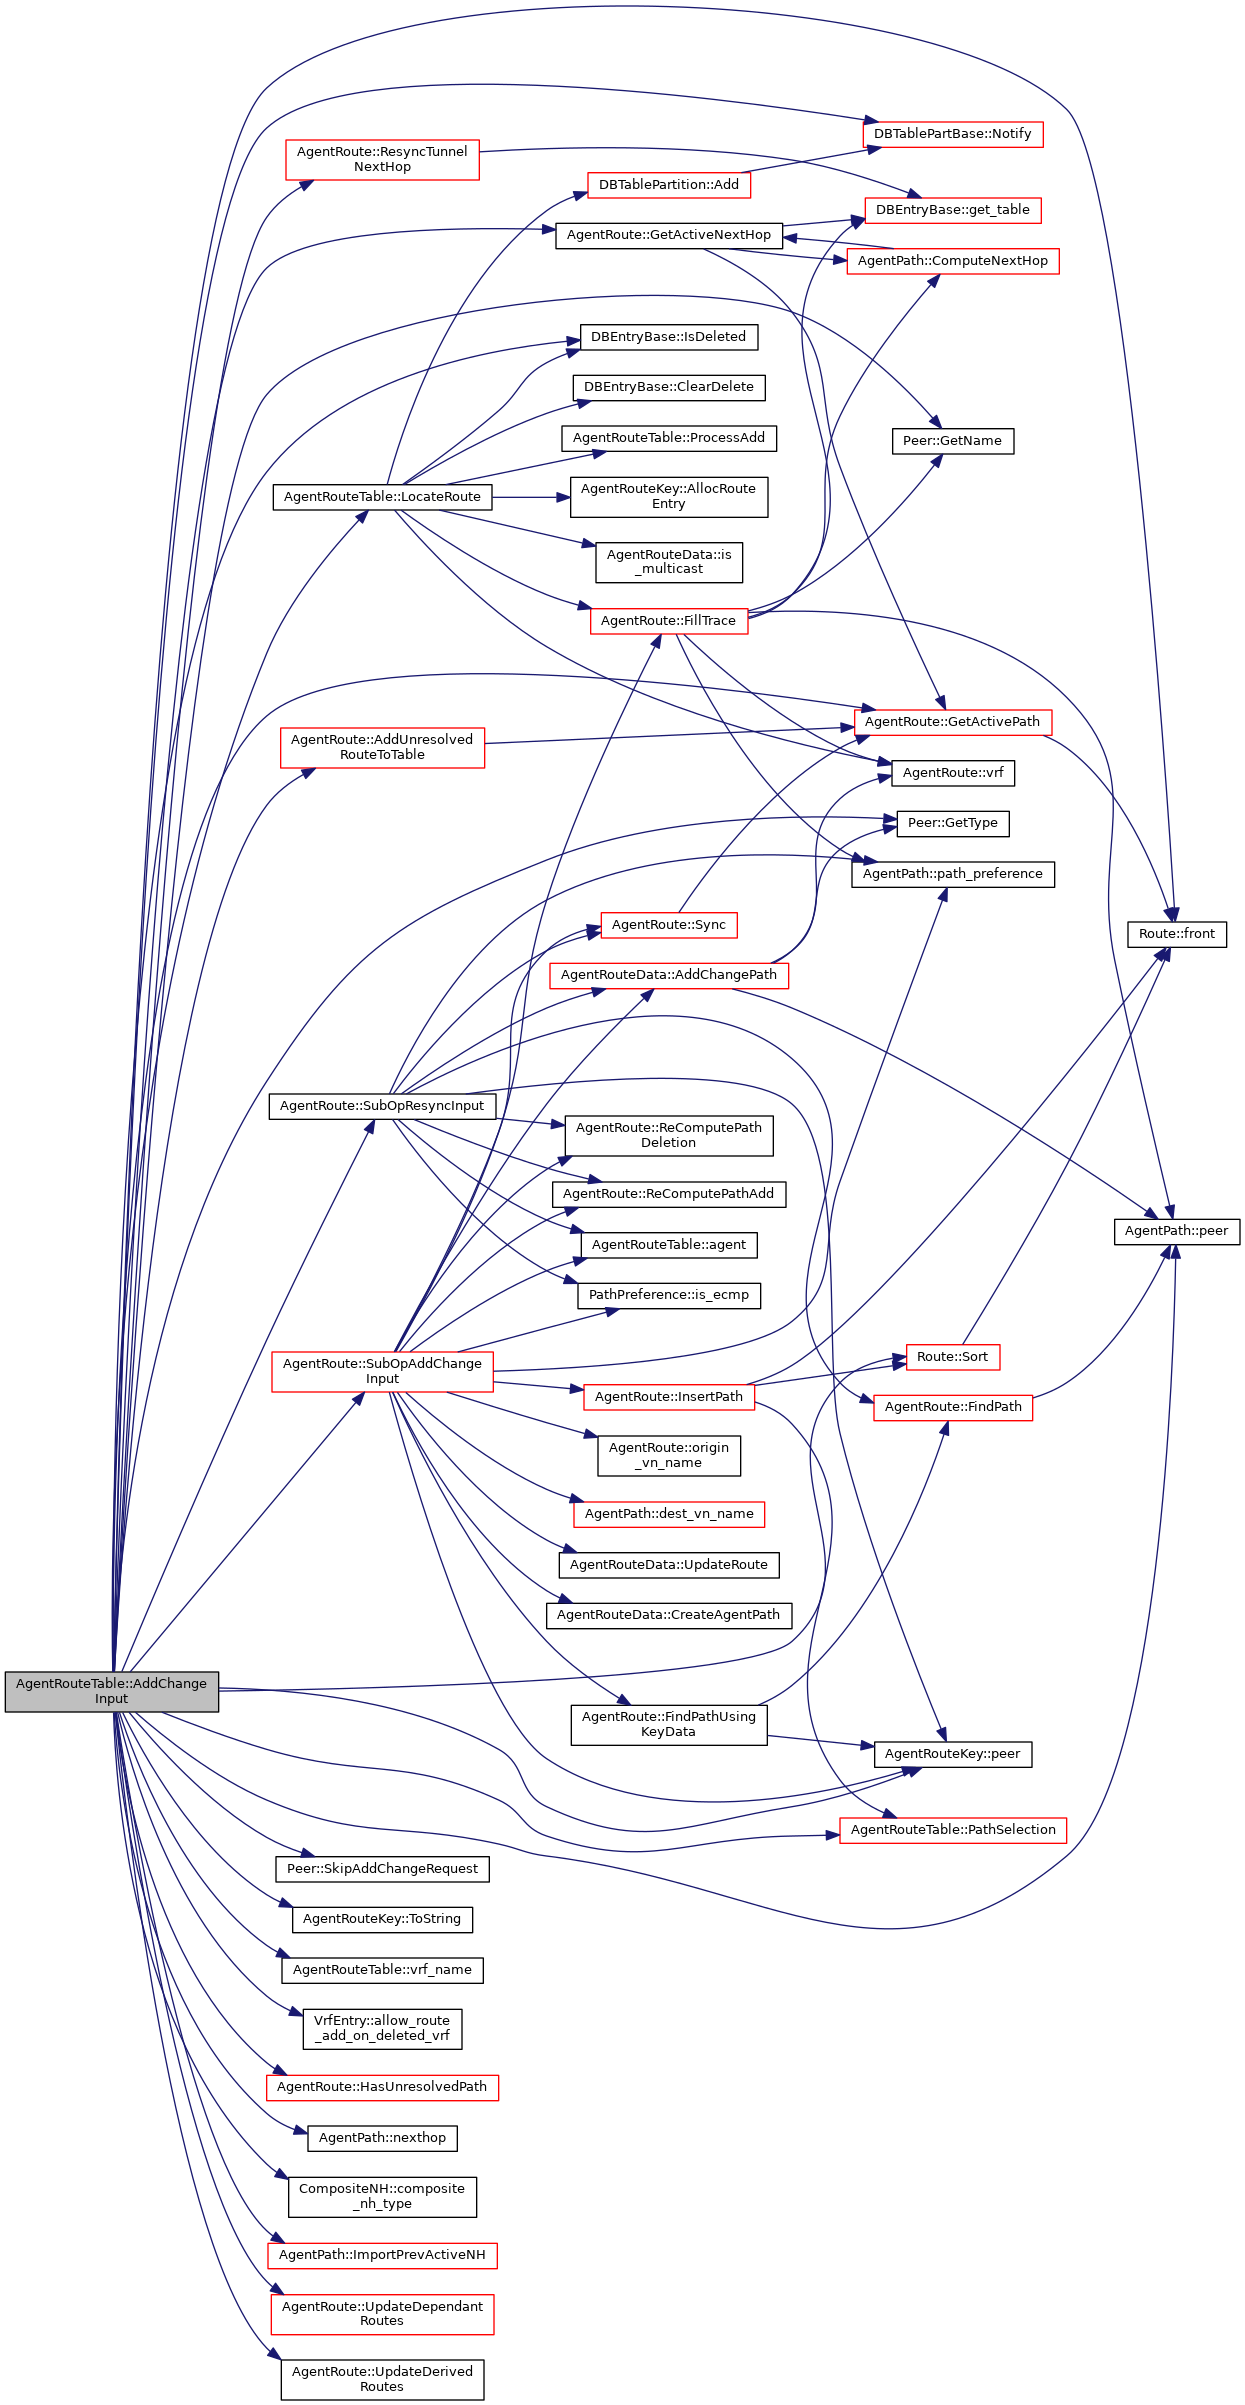 DBTablePartBase::Notify
AgentRoute::ResyncTunnel
NextHop
DBTablePartition::Add
DBEntryBase::get_table
AgentRoute::GetActiveNextHop
AgentPath::ComputeNextHop
DBEntryBase::IsDeleted
DBEntryBase::ClearDelete
AgentRouteTable::ProcessAdd
Peer::GetName
AgentRouteTable::LocateRoute
AgentRouteKey::AllocRoute
Entry
AgentRouteData::is
_multicast
AgentRoute::FillTrace
AgentRoute::GetActivePath
AgentRoute::AddUnresolved
RouteToTable
AgentRoute::vrf
Peer::GetType
AgentPath::path_preference
AgentRoute::Sync
Route::front
AgentRouteData::AddChangePath
AgentRoute::SubOpResyncInput
AgentRoute::ReComputePath
Deletion
AgentRoute::ReComputePathAdd
AgentPath::peer
AgentRouteTable::agent
PathPreference::is_ecmp
Route::Sort
AgentRoute::SubOpAddChange
Input
AgentRoute::InsertPath
AgentRoute::FindPath
AgentRoute::origin
_vn_name
AgentPath::dest_vn_name
AgentRouteData::UpdateRoute
AgentRouteData::CreateAgentPath
AgentRouteTable::AddChange
Input
AgentRoute::FindPathUsing
KeyData
AgentRouteKey::peer
AgentRouteTable::PathSelection
Peer::SkipAddChangeRequest
AgentRouteKey::ToString
AgentRouteTable::vrf_name
VrfEntry::allow_route
_add_on_deleted_vrf
AgentRoute::HasUnresolvedPath
AgentPath::nexthop
CompositeNH::composite
_nh_type
AgentPath::ImportPrevActiveNH
AgentRoute::UpdateDependant
Routes
AgentRoute::UpdateDerived
Routes